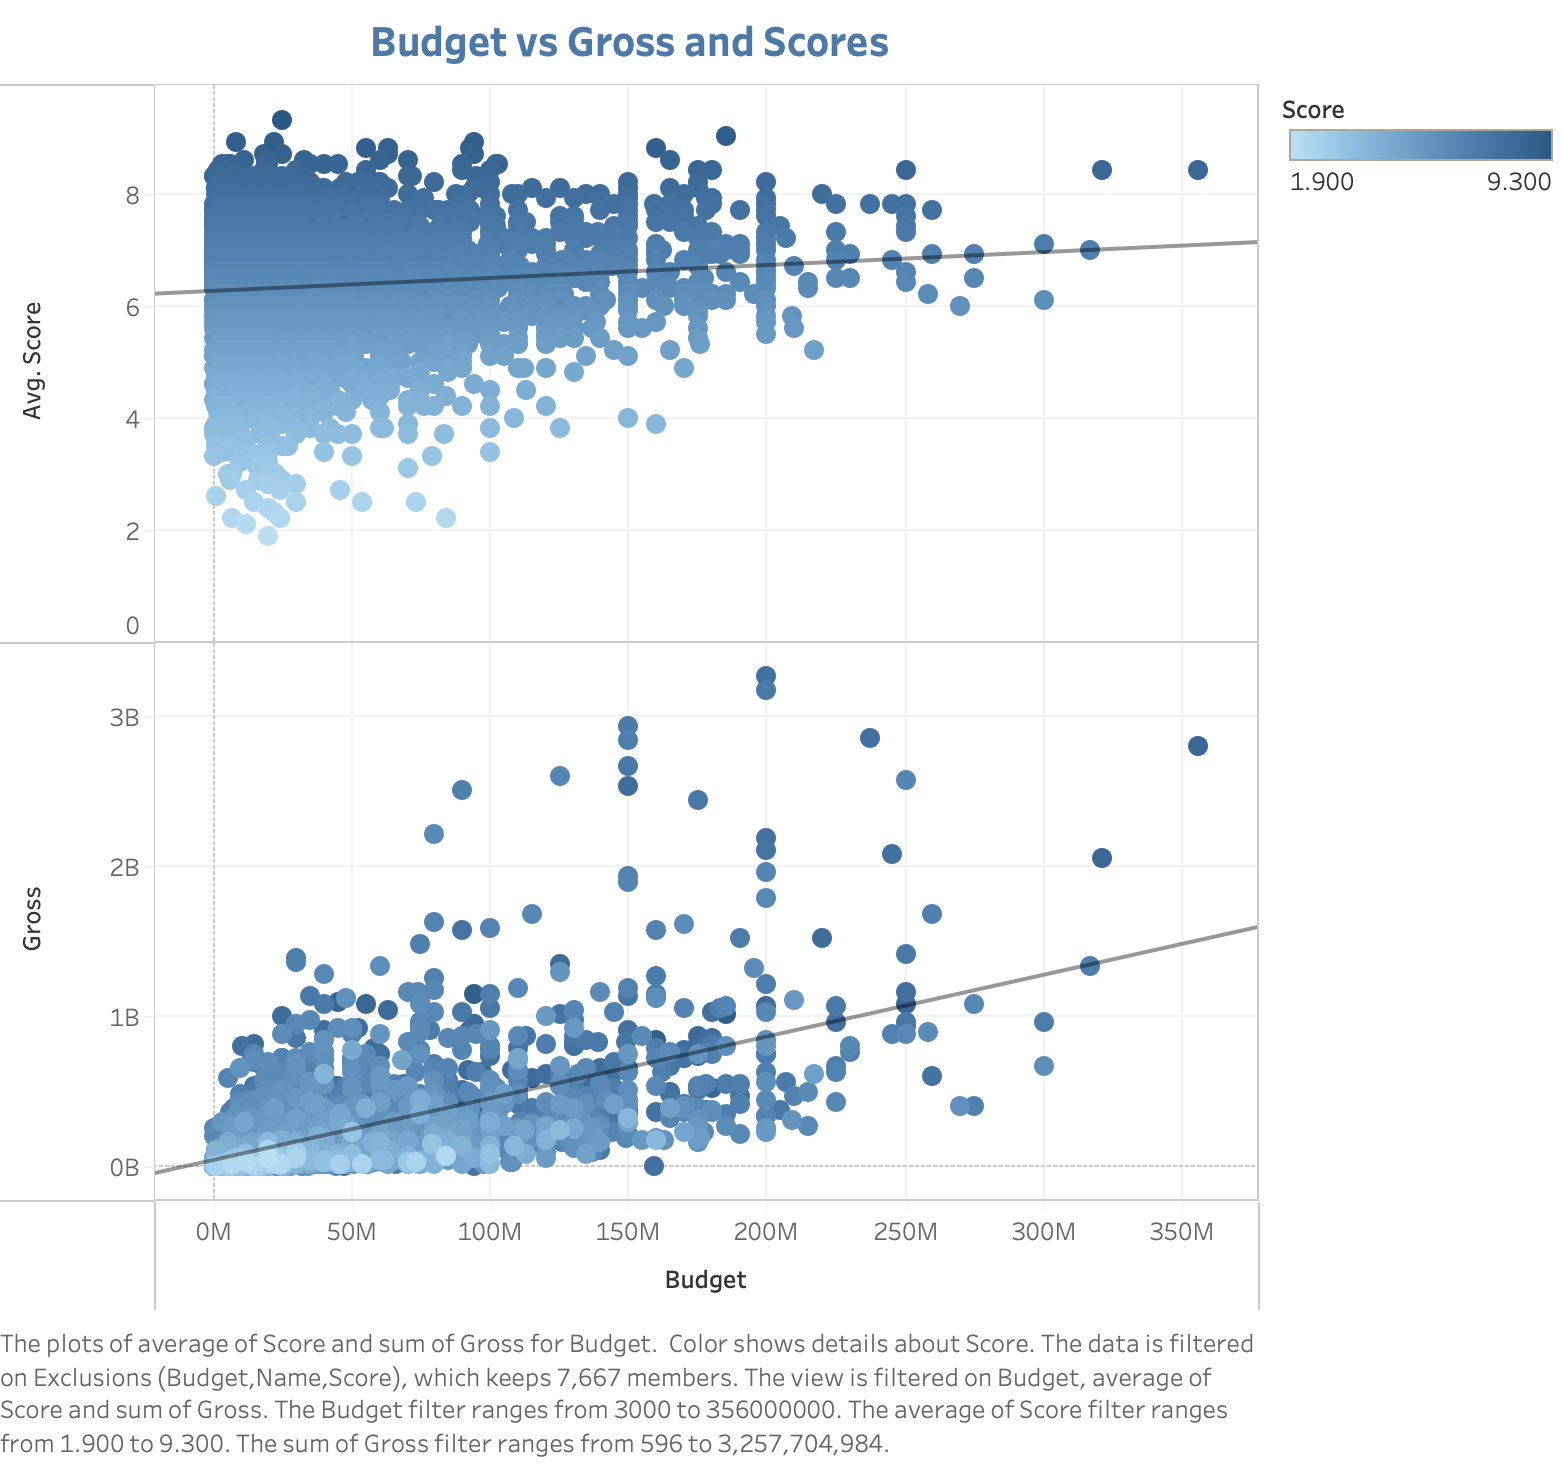 Budget vs Gross and Scores
Score
1.900 9.300
Avg. Score
8
6
4
2
0
Gross
3B
2B
1B
0B
0M 50M 100M 150M 200M 250M 300M 350M
Budget
The plots of average of Score and sum of Gross for Budget.  Color shows details about Score. The data is filtered
on Exclusions (Budget,Name,Score), which keeps 7,667 members. The view is filtered on Budget, average of
Score and sum of Gross. The Budget filter ranges from 3000 to 356000000. The average of Score filter ranges
from 1.900 to 9.300. The sum of Gross filter ranges from 596 to 3,257,704,984.